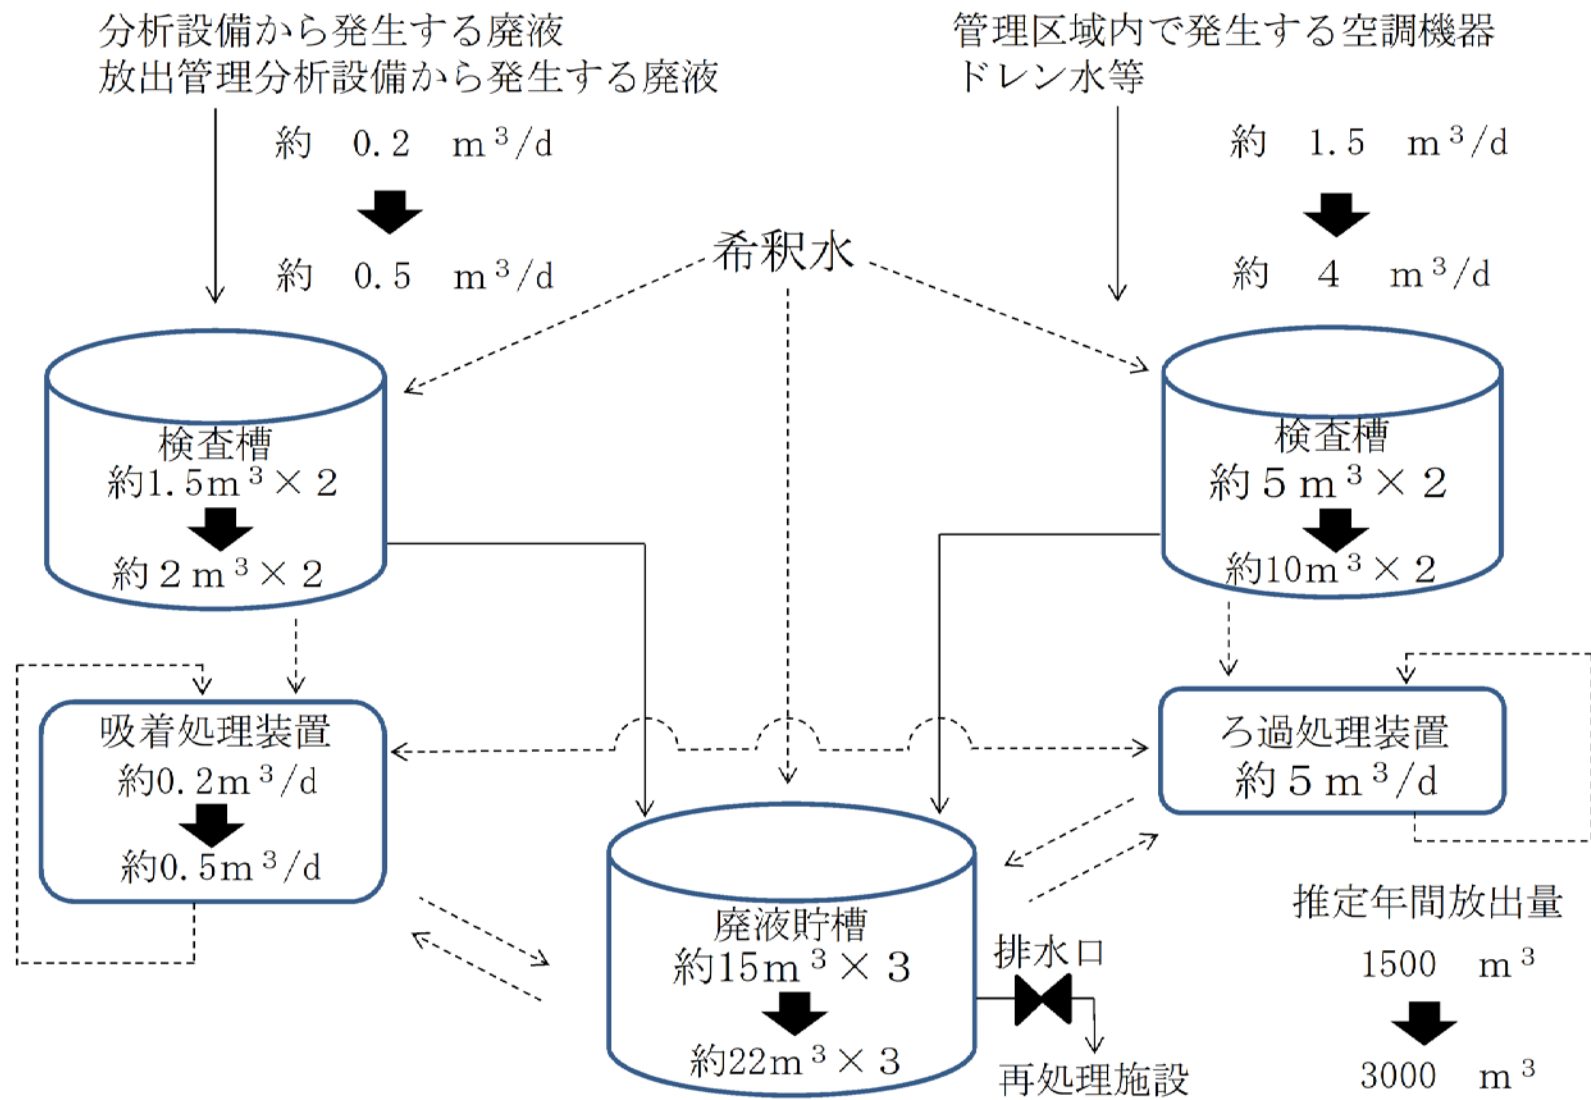 分析設備から発生する廃液
放出管理分析設備から発生する廃液
約 0.2 m³/d
約 0.5 m³/d
管理区域内で発生する空調機器
ドレン水等
約 1.5 m³/d
約 4 m³/d
希釈水
検査槽
約1.5m³×2
約2m³×2
検査槽
約5m³×2
約10m³×2
吸着処理装置
約0.2m³/d
約0.5m³/d
ろ過処理装置
約5m³/d
廃液貯槽
約15m³×3
約22m³×3
排水口
再処理施設
推定年間放出量
1500 m³
3000 m³